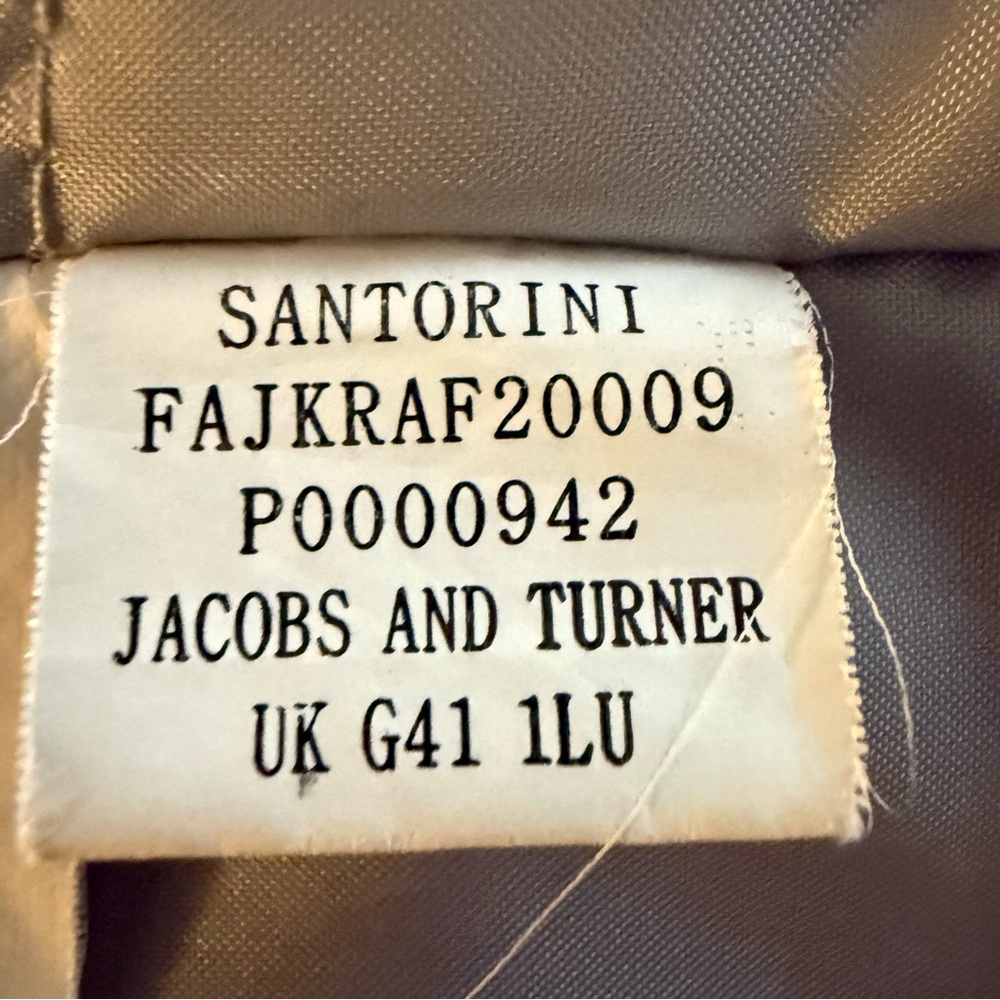 SANTORINI
FAJKRAF20009
P0000942
JACOBS AND TURNER
UK G41 1LU